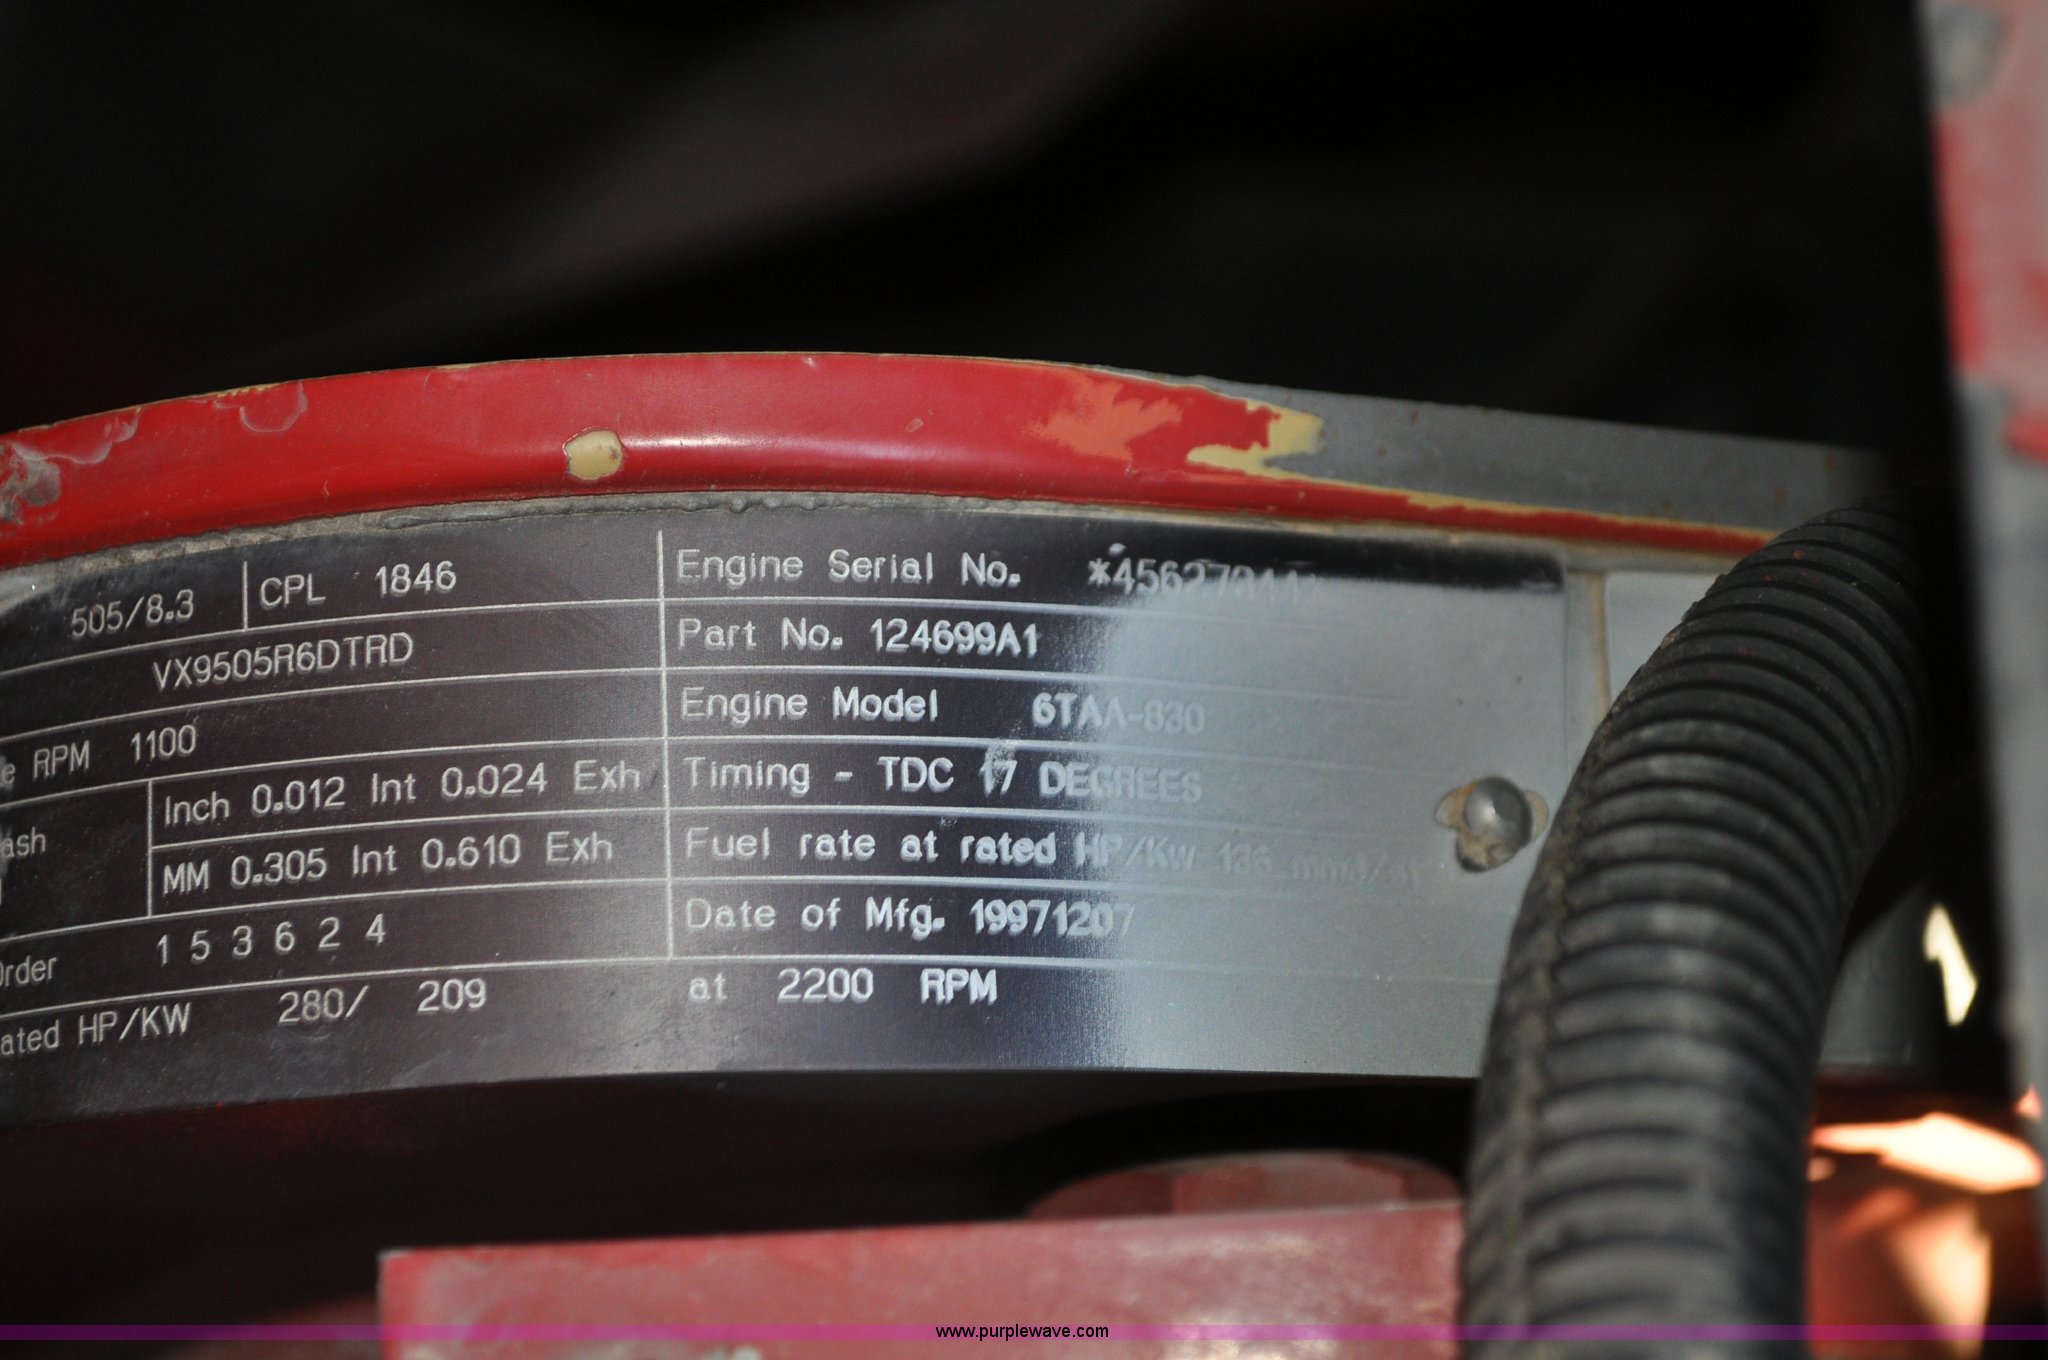 505/8.3 CPL 1846 Engine Serial No.
VX9505R6DTRD Part No. 124699A1
RPM 1100 Engine Model 6TAA-830
Inch 0.012 Int 0.024 Exh Timing - TDC 17 DEGREES
MM 0.305 Int 0.610 Exh Fuel rate at rated HP/Kw 136
1 5 3 6 2 4 Date of Mfg. 19971207
HP/KW 280/ 209 at 2200 RPM
www.purplewave.com